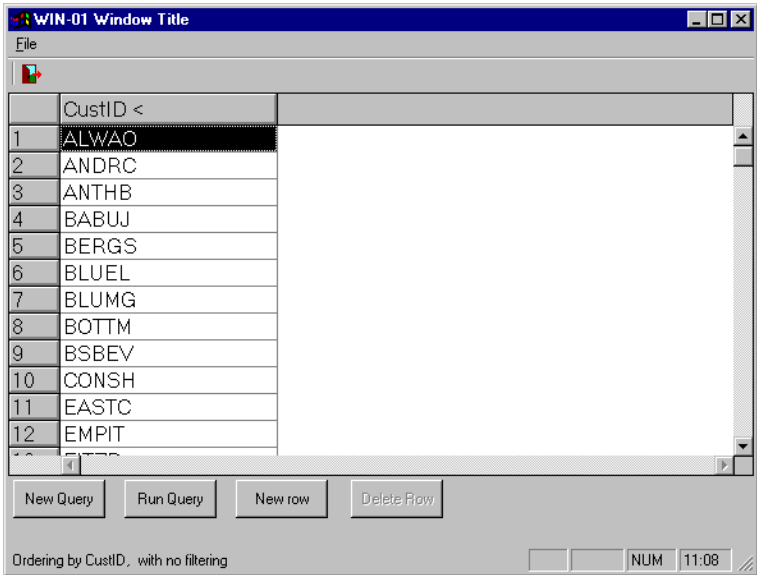 WIN-01 Window Title
File
CustID <
1 ALWAO
2 ANDRC
3 ANTHB
4 BABUJ
5 BERGS
6 BLUEL
7 BLUMG
8 BOTTM
9 BSBEV
10 CONSH
11 EASTC
12 EMPIT
New Query Run Query New row Delete Row
Ordering by CustID, with no filtering NUM 11:08